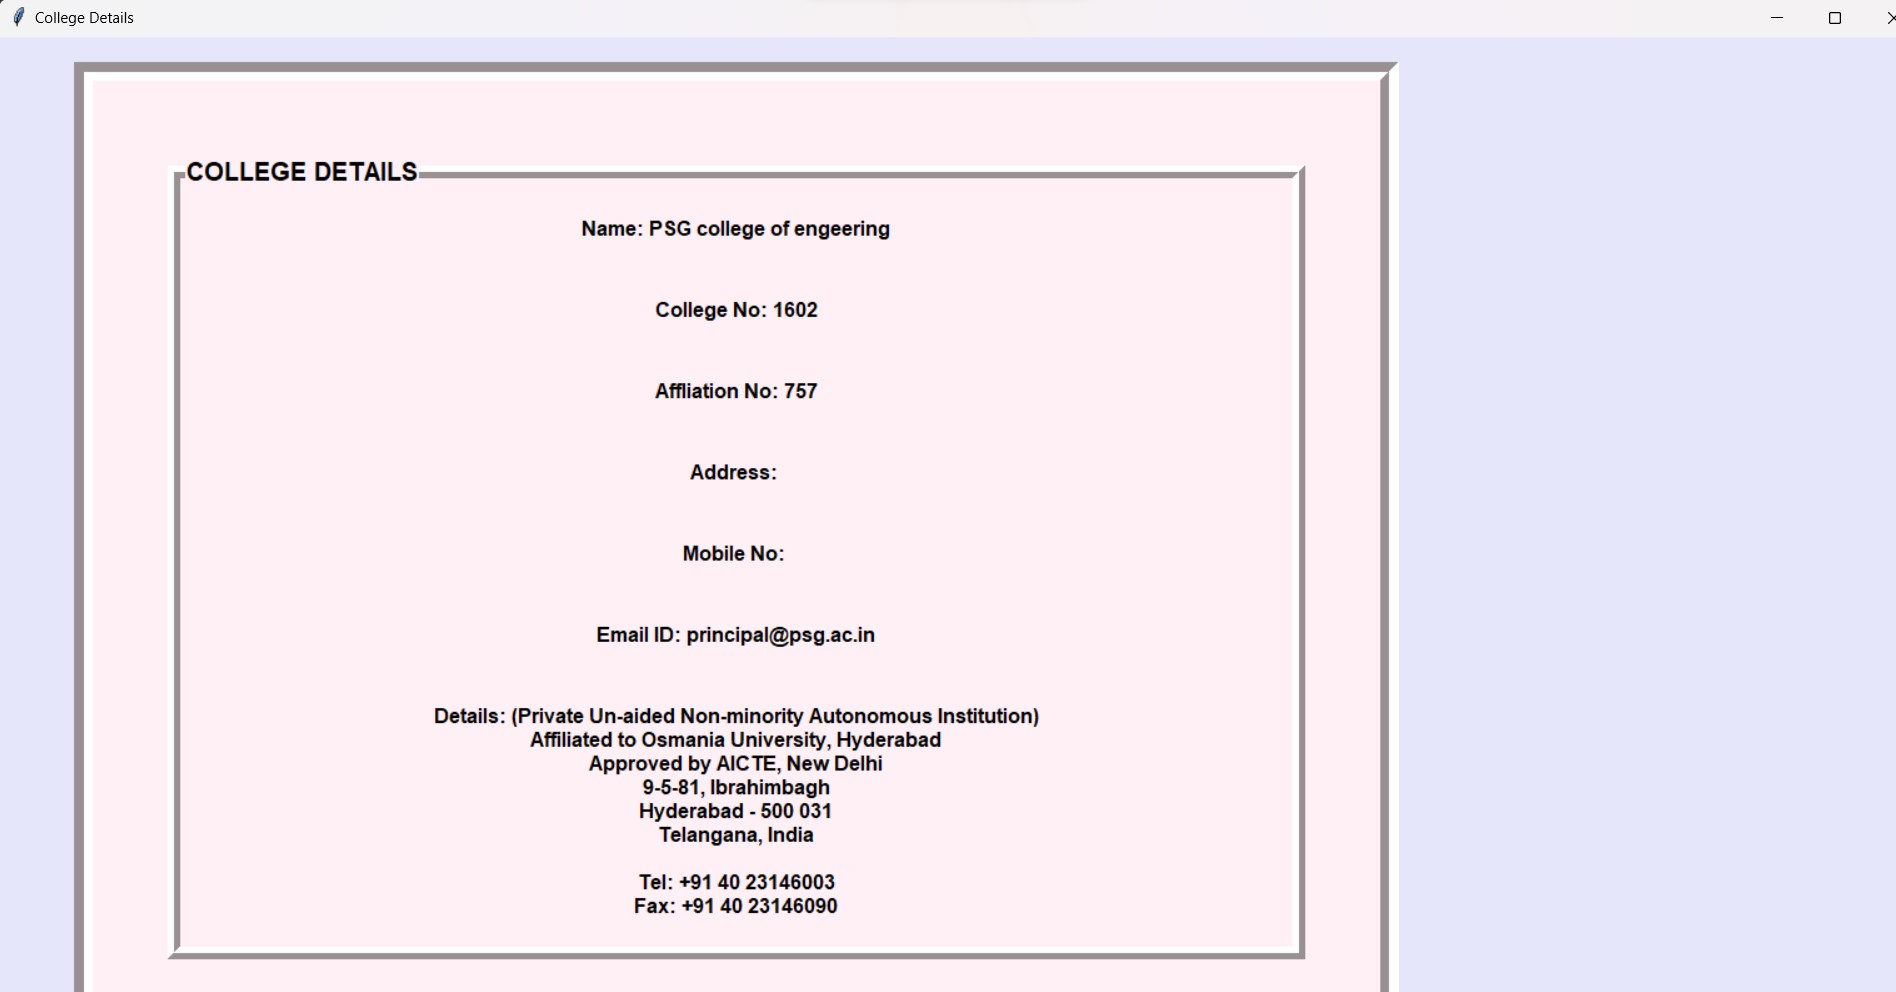 College Details
COLLEGE DETAILS
Name: PSG college of engeering
College No: 1602
Affliation No: 757
Address:
Mobile No:
Email ID: principal@psg.ac.in
Details: (Private Un-aided Non-minority Autonomous Institution)
Affiliated to Osmania University, Hyderabad
Approved by AICTE, New Delhi
9-5-81, Ibrahimbagh
Hyderabad - 500 031
Telangana, India
Tel: +91 40 23146003
Fax: +91 40 23146090